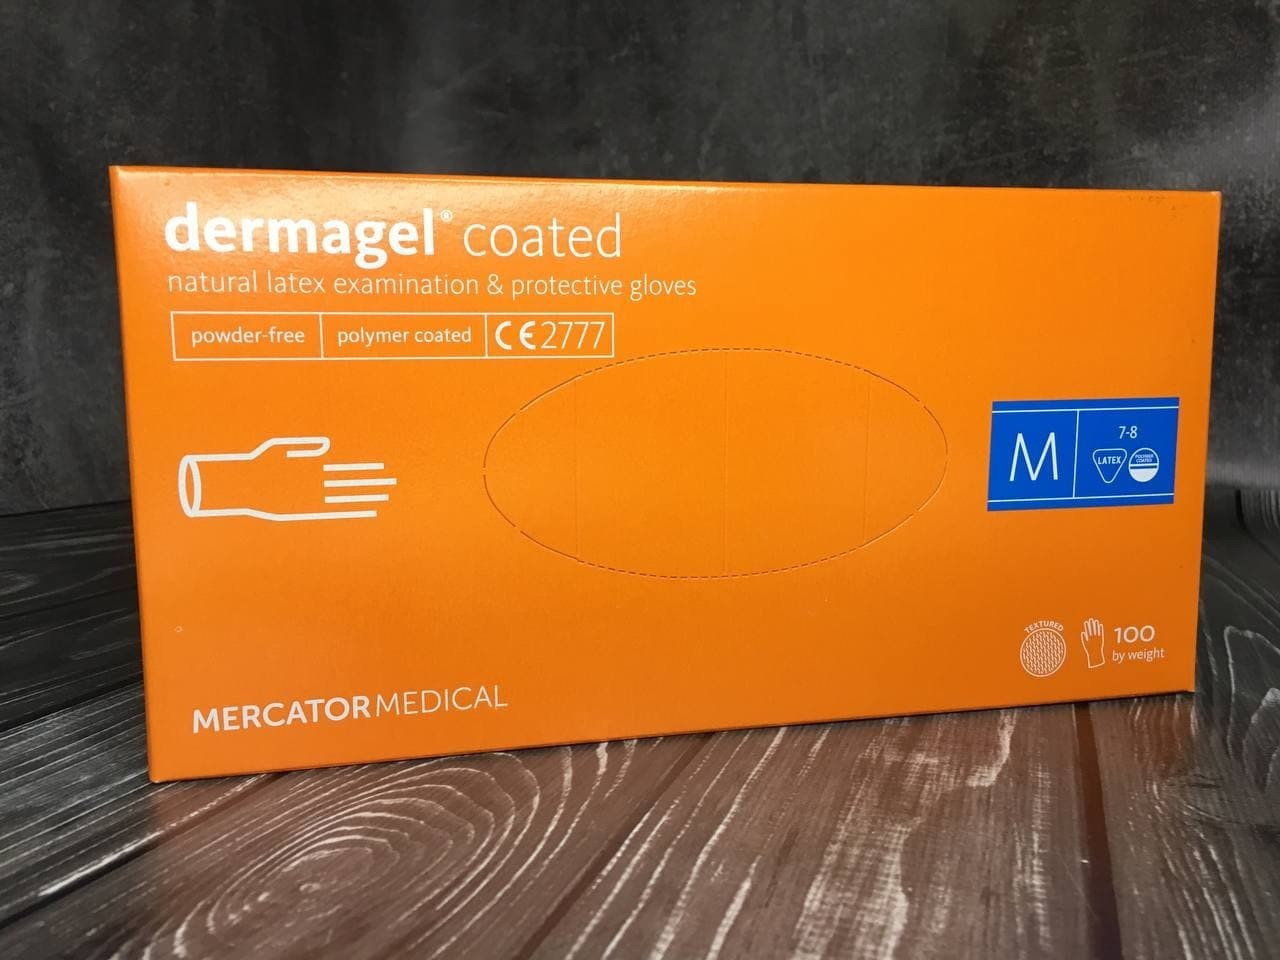 dermagel® coated
natural latex examination & protective gloves
powder-free
polymer coated
CE 2777
M
7-8
LATEX
POLYMER
COATED
TEXTURED
100
by weight
MERCATOR MEDICAL